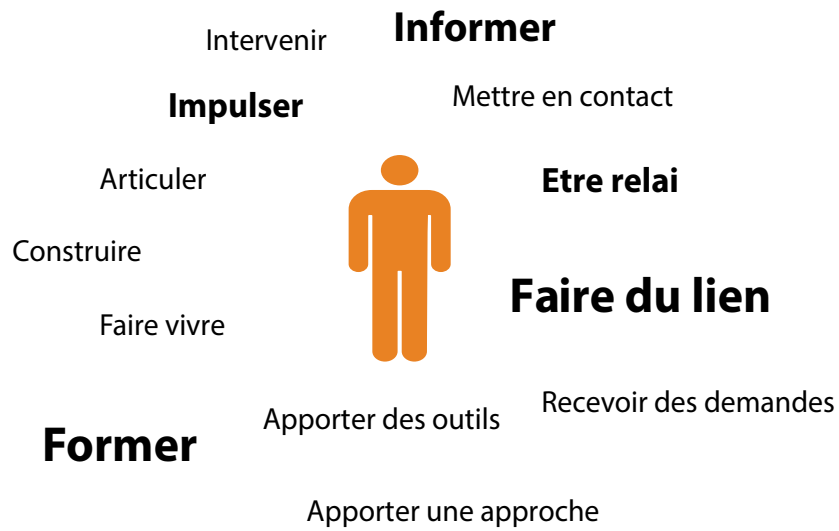 Informer
Intervenir
Mettre en contact
Impulser
Articuler
Etre relai
Construire
Faire du lien
Faire vivre
Recevoir des demandes
Apporter des outils
Former
Apporter une approche